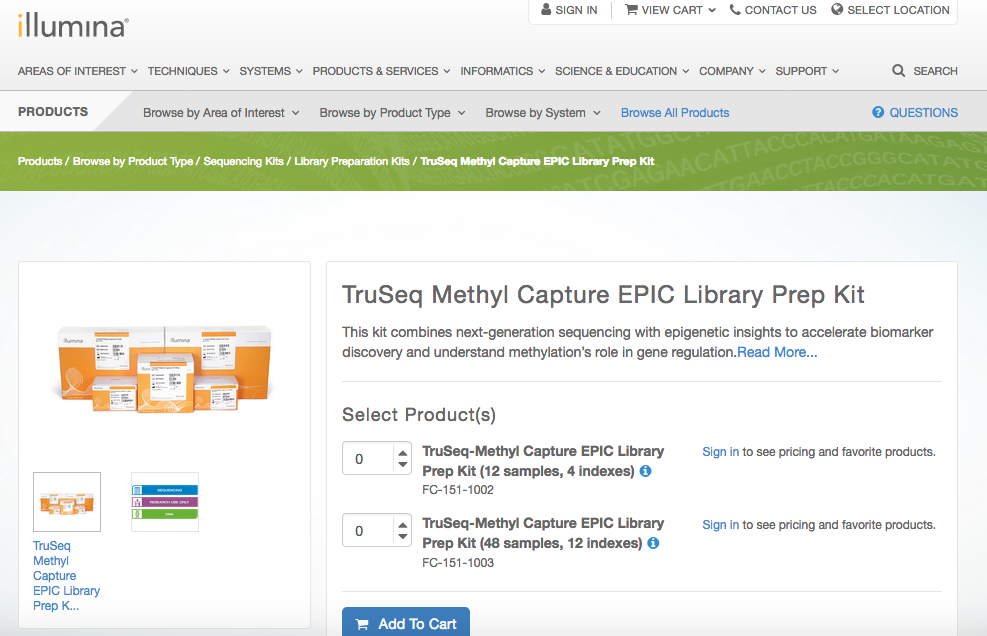 SIGN IN VIEW CART CONTACT US SELECT LOCATION
illumina®
AREAS OF INTEREST TECHNIQUES SYSTEMS PRODUCTS & SERVICES INFORMATICS SCIENCE & EDUCATION COMPANY SUPPORT SEARCH
PRODUCTS Browse by Area of Interest Browse by Product Type Browse by System Browse All Products ? QUESTIONS
Products / Browse by Product Type / Sequencing Kits / Library Preparation Kits / TruSeq Methyl Capture EPIC Library Prep Kit
illumina illumina
SEQUENCING
RESEARCH USE ONLY
DNA
TruSeq
Methyl
Capture
EPIC Library
Prep K...
TruSeq Methyl Capture EPIC Library Prep Kit
This kit combines next-generation sequencing with epigenetic insights to accelerate biomarker
discovery and understand methylation's role in gene regulation.Read More...
Select Product(s)
0 TruSeq-Methyl Capture EPIC Library Sign in to see pricing and favorite products.
Prep Kit (12 samples, 4 indexes) i
FC-151-1002
0 TruSeq-Methyl Capture EPIC Library Sign in to see pricing and favorite products.
Prep Kit (48 samples, 12 indexes) i
FC-151-1003
Add To Cart